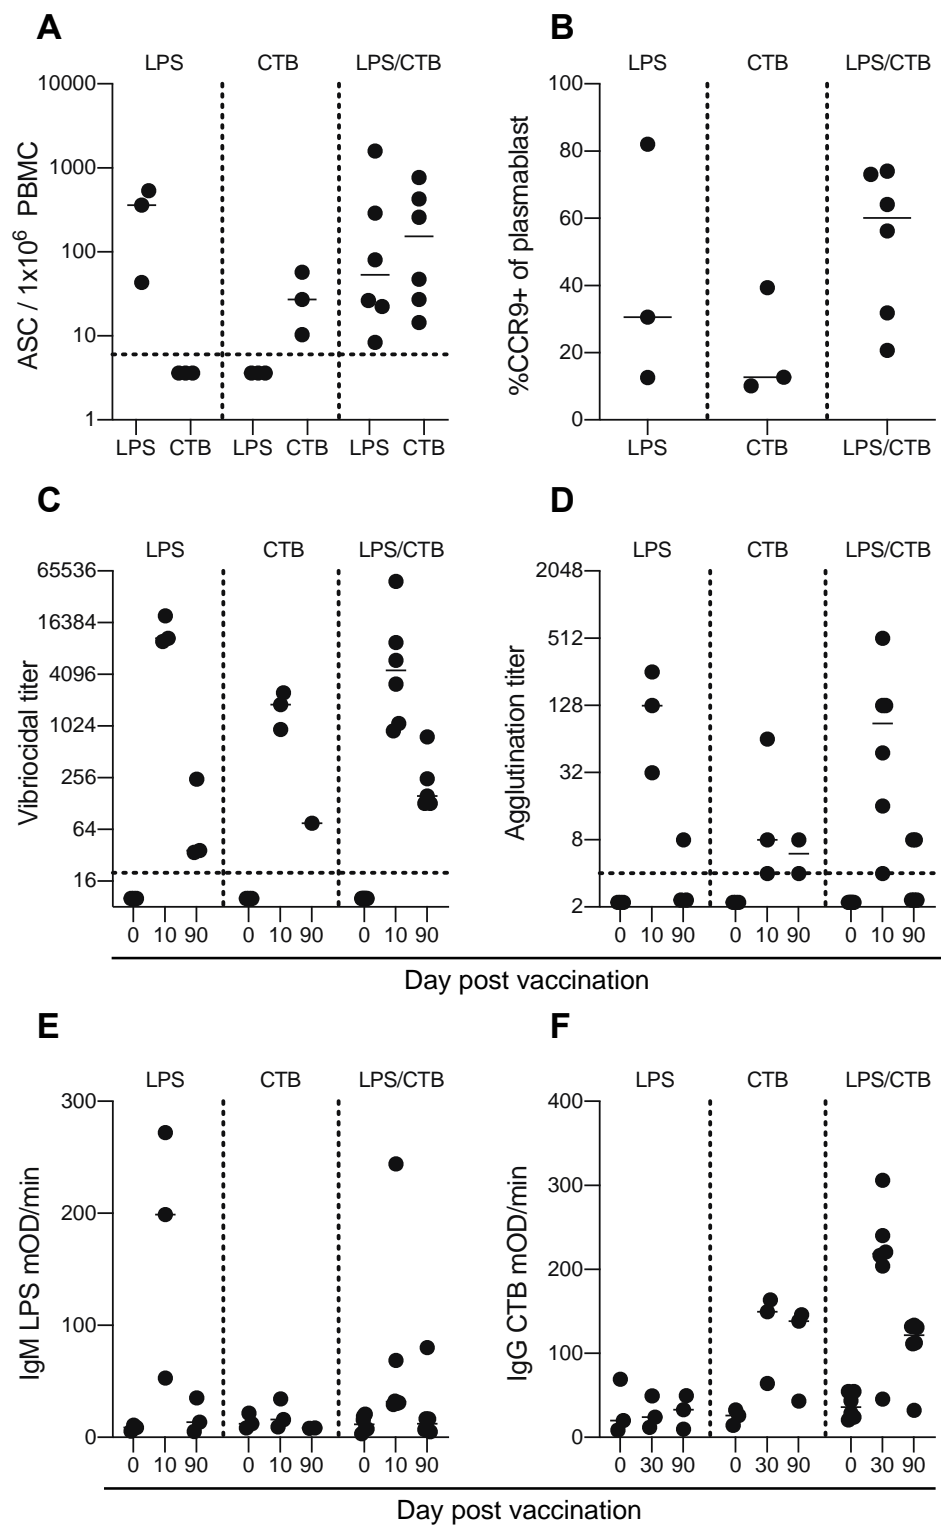 A
LPS CTB LPS/CTB
ASC / 1x10⁶ PBMC
10000
1000
100
10
1
LPS CTB LPS CTB LPS CTB
B
LPS CTB LPS/CTB
%CCR9+ of plasmablast
100
80
60
40
20
0
LPS CTB LPS/CTB
C
LPS CTB LPS/CTB
Vibriocidal titer
65536
16384
4096
1024
256
64
16
0 10 90 0 10 90 0 10 90
D
LPS CTB LPS/CTB
Agglutination titer
2048
512
128
32
8
2
0 10 90 0 10 90 0 10 90
Day post vaccination
E
LPS CTB LPS/CTB
IgM LPS mOD/min
300
200
100
0
0 10 90 0 10 90 0 10 90
F
LPS CTB LPS/CTB
IgG CTB mOD/min
400
300
200
100
0
0 30 90 0 30 90 0 30 90
Day post vaccination